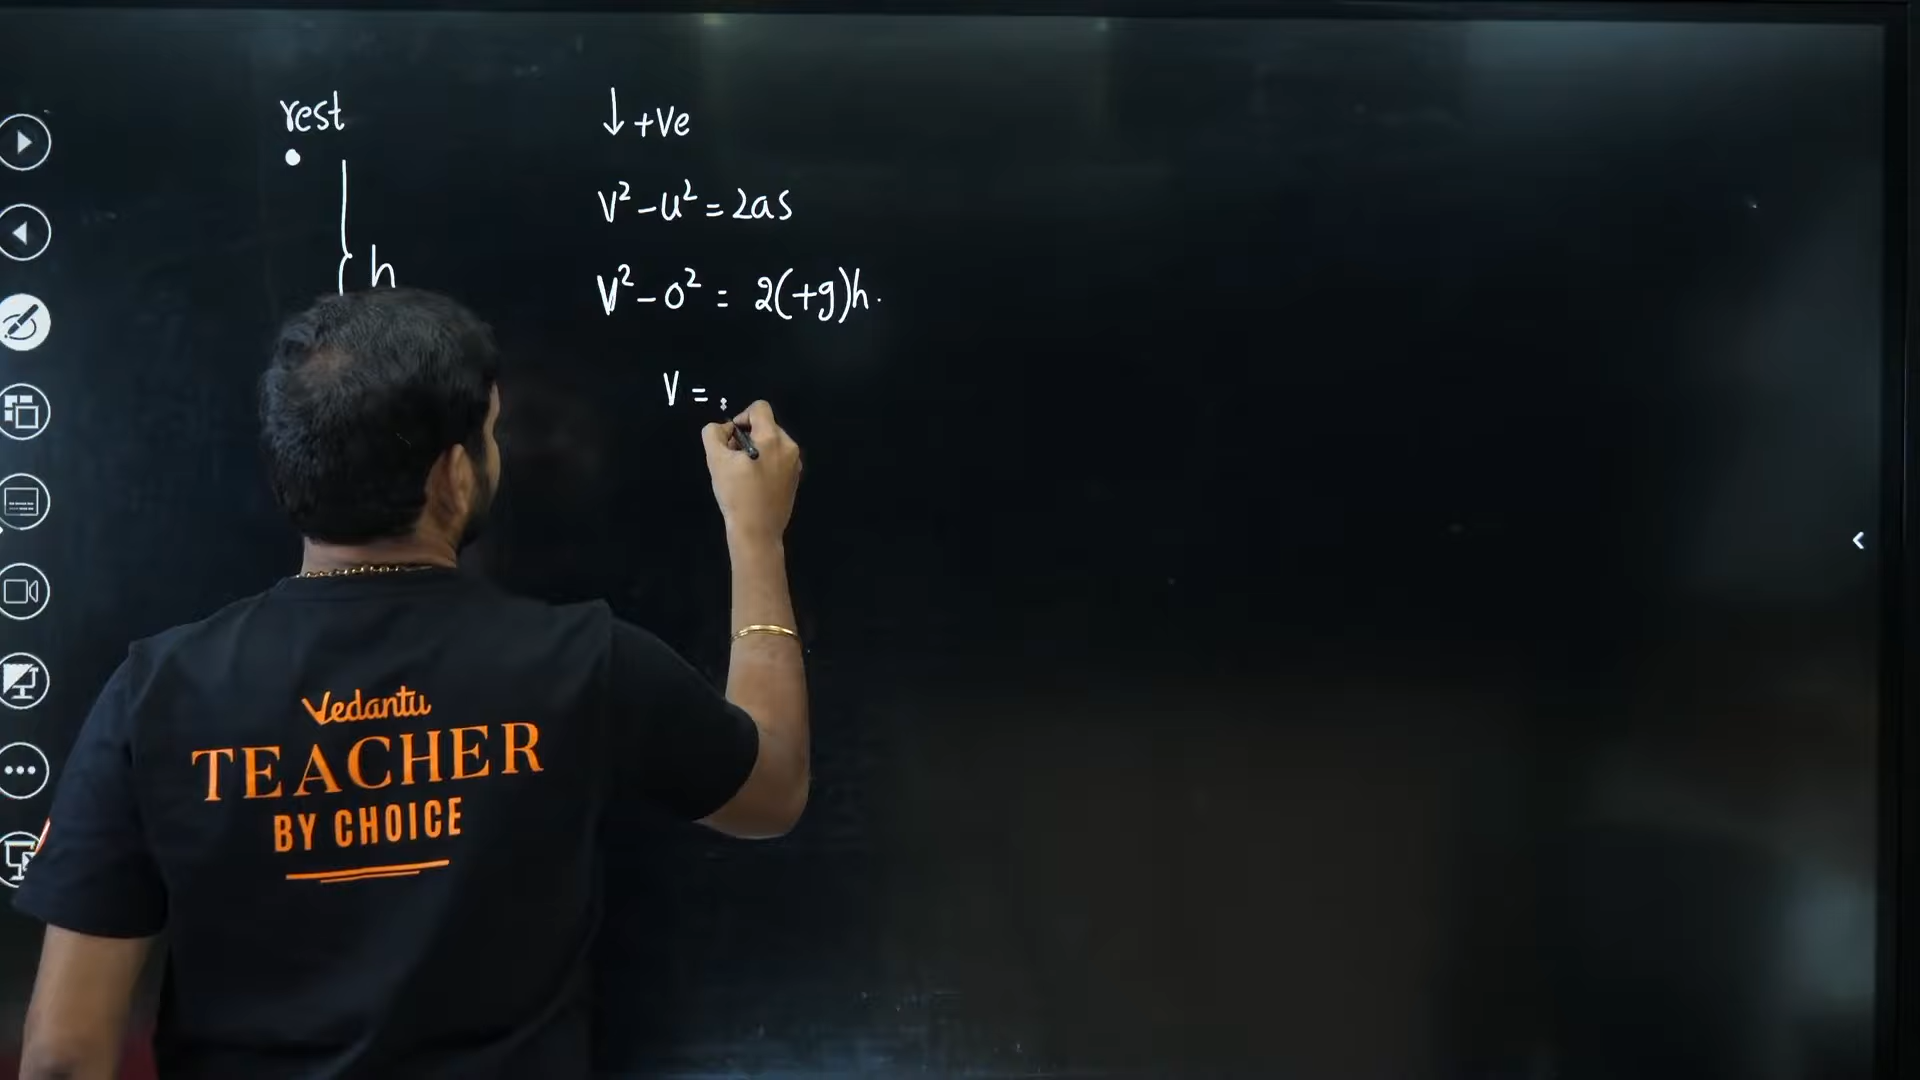 rest
h
↓ +ve
V² – u² = 2as
V² – 0² = 2(+g)h.
V =
Vedantu
TEACHER
BY CHOICE